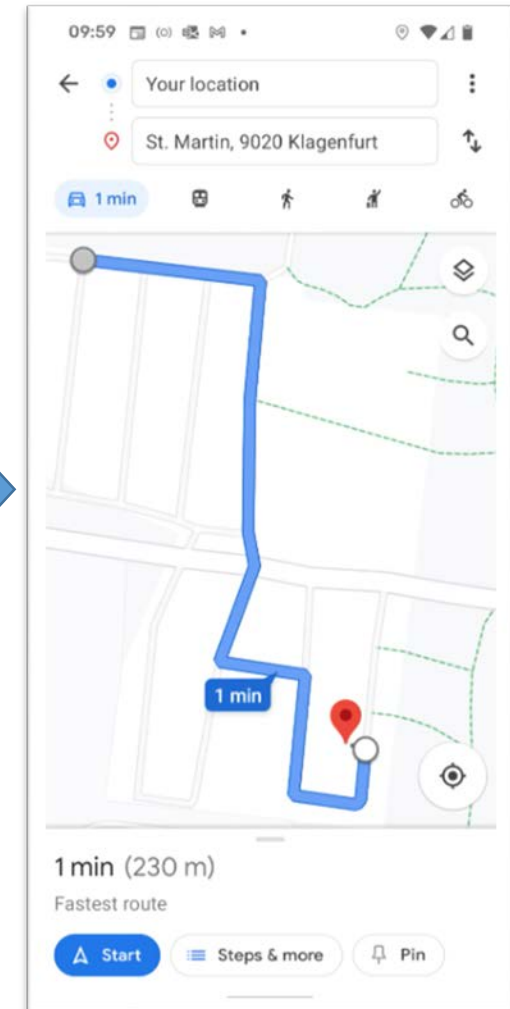 09:59
Your location
St. Martin, 9020 Klagenfurt
1 min
1 min
1 min (230 m)
Fastest route
Start Steps & more Pin